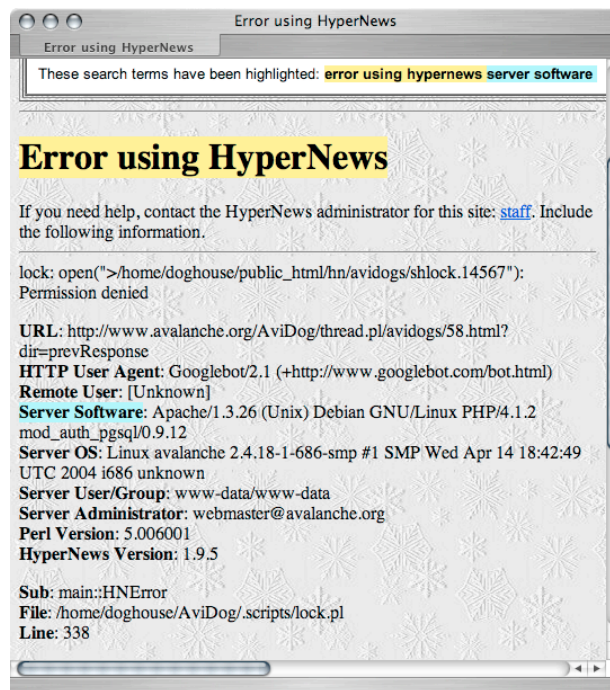 Error using HyperNews
Error using HyperNews
These search terms have been highlighted: error using hypernews server software
Error using HyperNews
If you need help, contact the HyperNews administrator for this site: staff. Include
the following information.
lock: open(">/home/doghouse/public_html/hn/avidogs/shlock.14567"):
Permission denied
URL: http://www.avalanche.org/AviDog/thread.pl/avidogs/58.html?
dir=prevResponse
HTTP User Agent: Googlebot/2.1 (+http://www.googlebot.com/bot.html)
Remote User: [Unknown]
Server Software: Apache/1.3.26 (Unix) Debian GNU/Linux PHP/4.1.2
mod_auth_pgsql/0.9.12
Server OS: Linux avalanche 2.4.18-1-686-smp #1 SMP Wed Apr 14 18:42:49
UTC 2004 i686 unknown
Server User/Group: www-data/www-data
Server Administrator: webmaster@avalanche.org
Perl Version: 5.006001
HyperNews Version: 1.9.5
Sub: main::HNError
File: /home/doghouse/AviDog/.scripts/lock.pl
Line: 338